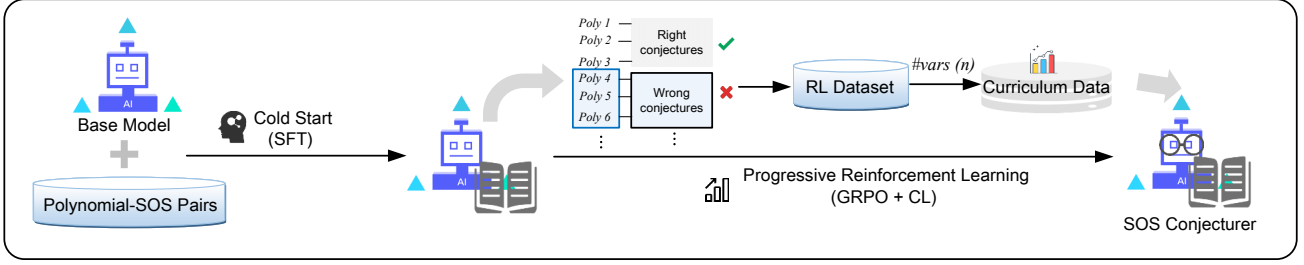 AI
Base Model
Polynomial-SOS Pairs
Cold Start
(SFT)
AI
Poly 1
Poly 2
Poly 3
Poly 4
Poly 5
Poly 6
Right
conjectures
Wrong
conjectures
RL Dataset
#vars (n)
Curriculum Data
Progressive Reinforcement Learning
(GRPO + CL)
AI
SOS Conjecturer